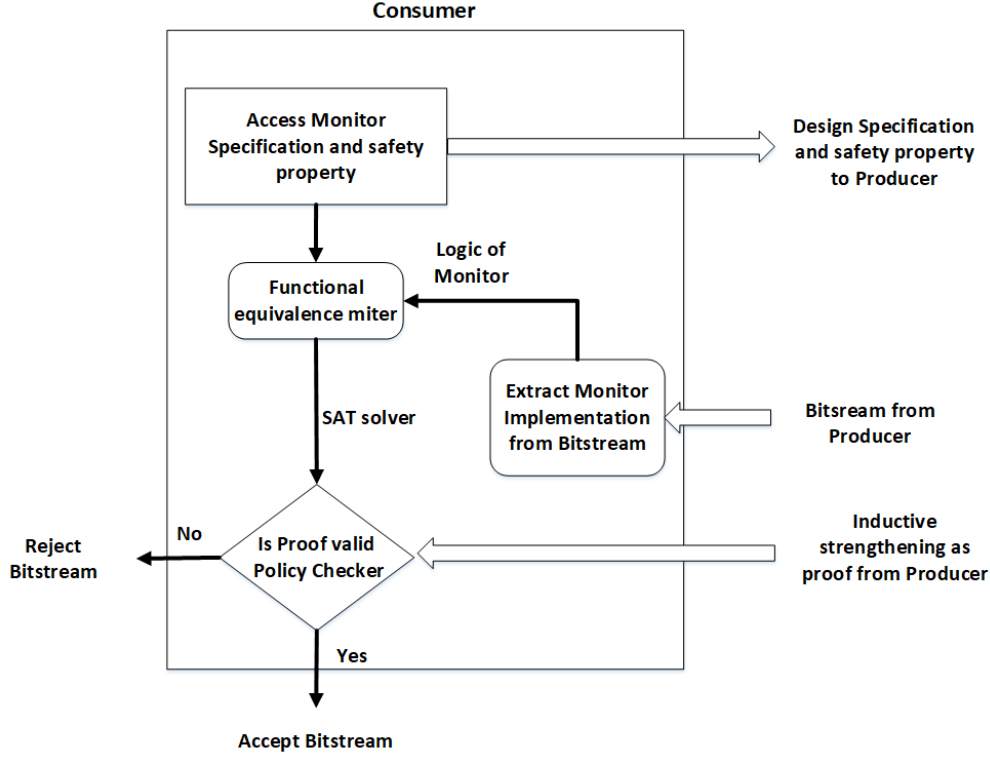 Consumer
Access Monitor
Specification and safety
property
Design Specification
and safety property
to Producer
Logic of
Monitor
Functional
equivalence miter
Extract Monitor
Implementation
from Bitstream
Bitsream from
Producer
SAT solver
Inductive
strengthening as
proof from Producer
No
Is Proof valid
Policy Checker
Reject
Bitstream
Yes
Accept Bitstream